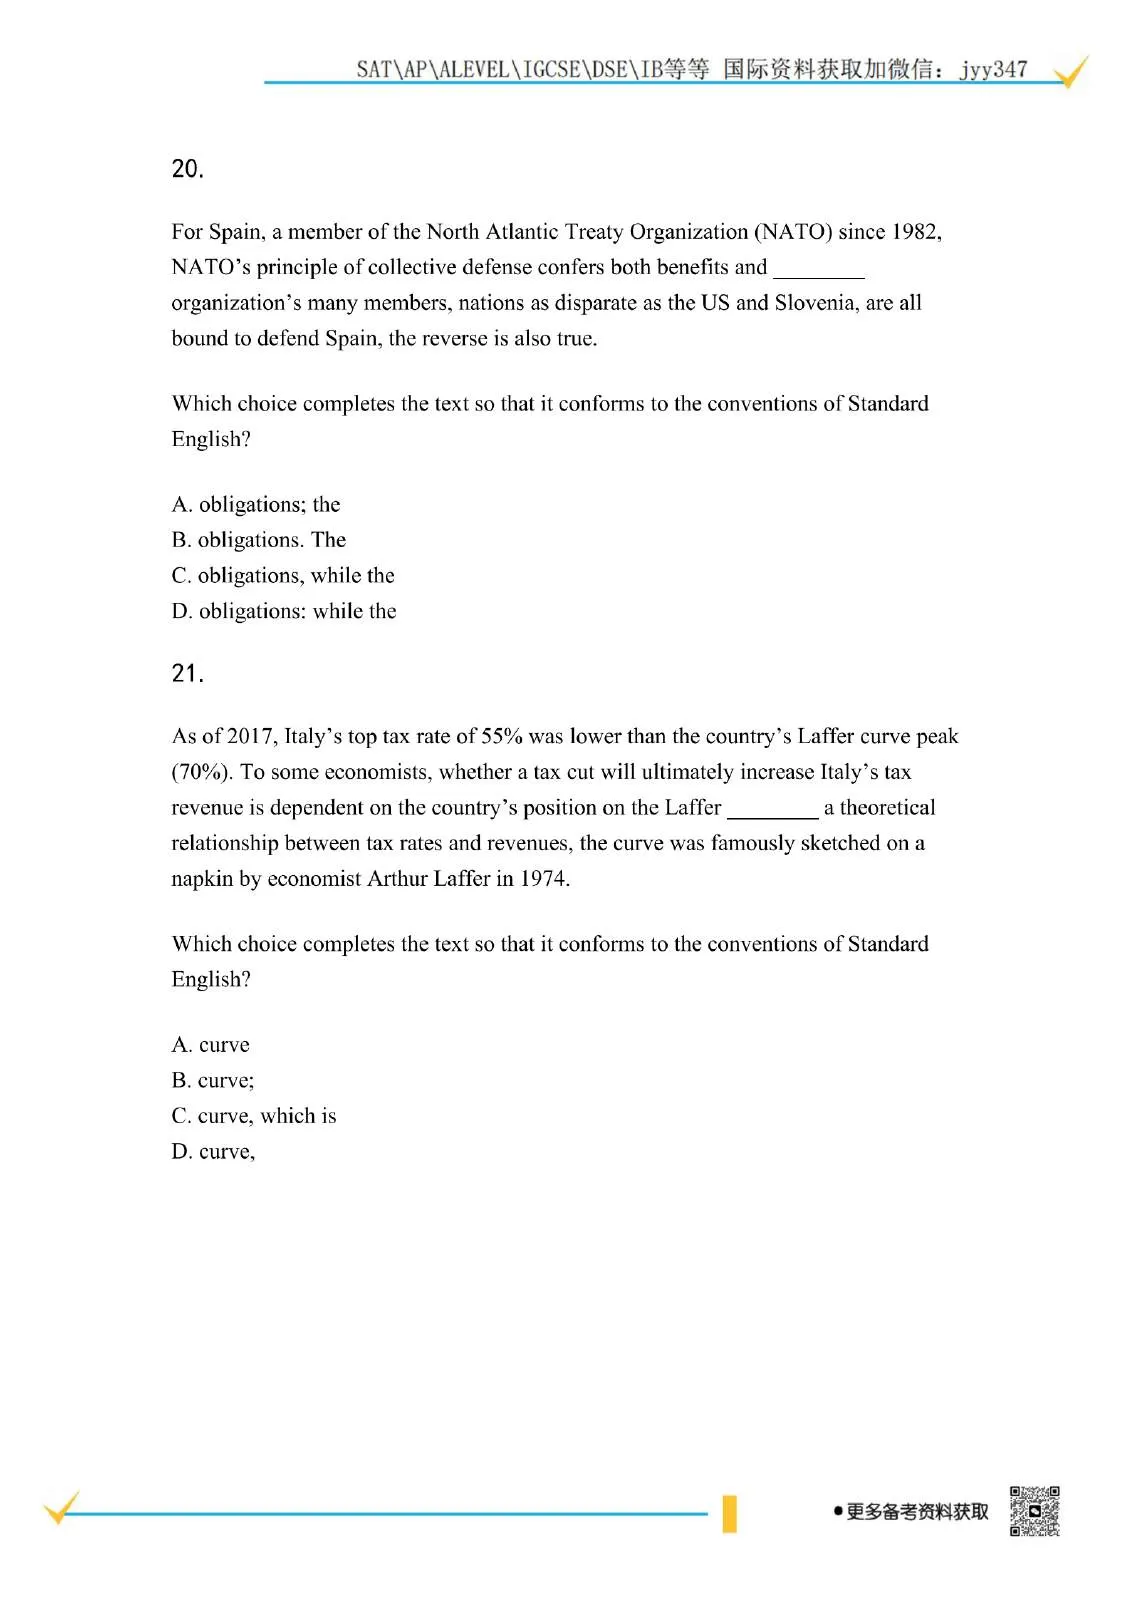 SAT\AP\ALEVEL\IGCSE\DSE\IB等等 国际资料获取加微信：jyy347
20.
For Spain, a member of the North Atlantic Treaty Organization (NATO) since 1982,
NATO’s principle of collective defense confers both benefits and ________
organization’s many members, nations as disparate as the US and Slovenia, are all
bound to defend Spain, the reverse is also true.
Which choice completes the text so that it conforms to the conventions of Standard
English?
A. obligations; the
B. obligations. The
C. obligations, while the
D. obligations: while the
21.
As of 2017, Italy’s top tax rate of 55% was lower than the country’s Laffer curve peak
(70%). To some economists, whether a tax cut will ultimately increase Italy’s tax
revenue is dependent on the country’s position on the Laffer ________ a theoretical
relationship between tax rates and revenues, the curve was famously sketched on a
napkin by economist Arthur Laffer in 1974.
Which choice completes the text so that it conforms to the conventions of Standard
English?
A. curve
B. curve;
C. curve, which is
D. curve,
•更多备考资料获取